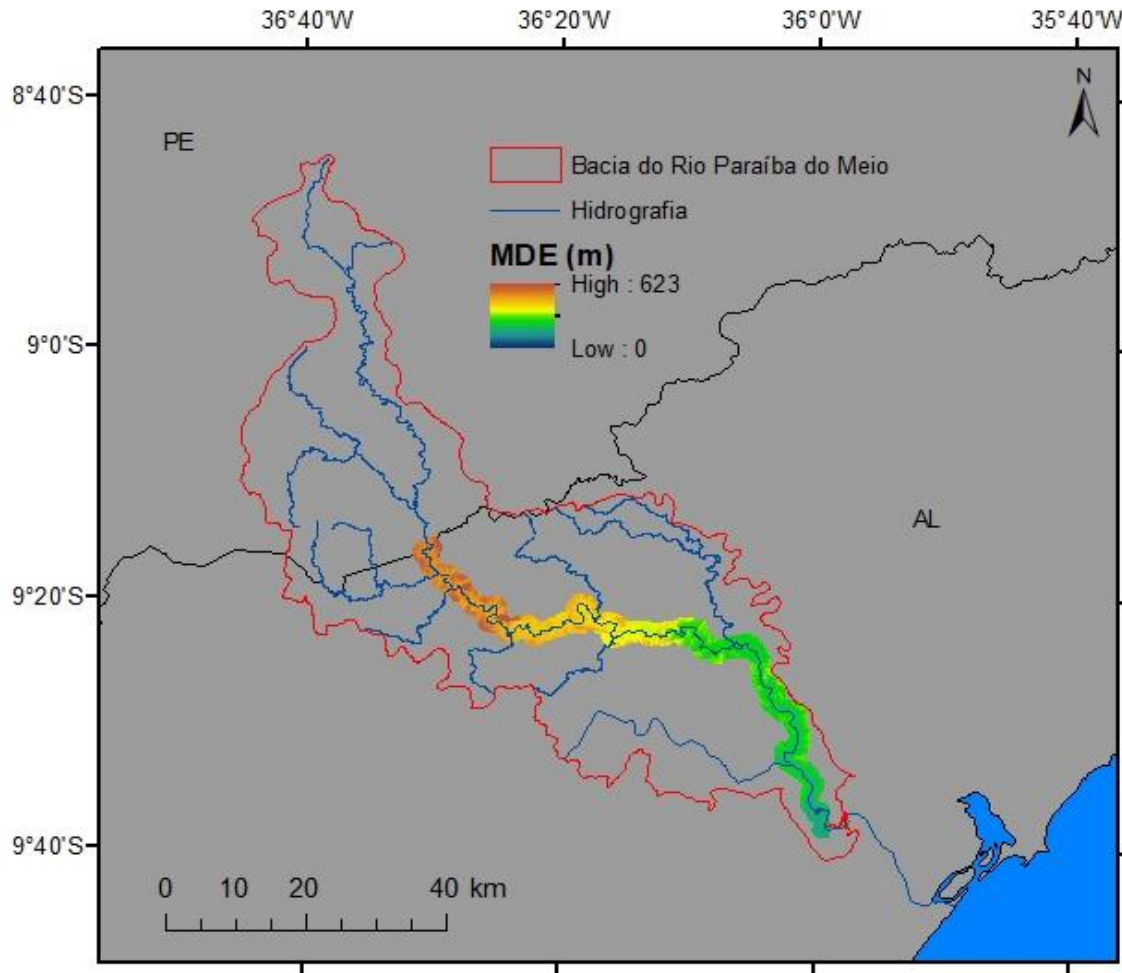 36°40'W 36°20'W 36°0'W 35°40'W
8°40'S
N
PE
Bacia do Rio Paraíba do Meio
Hidrografia
MDE (m)
High : 623
9°0'S
Low : 0
AL
9°20'S
9°40'S
0 10 20 40 km